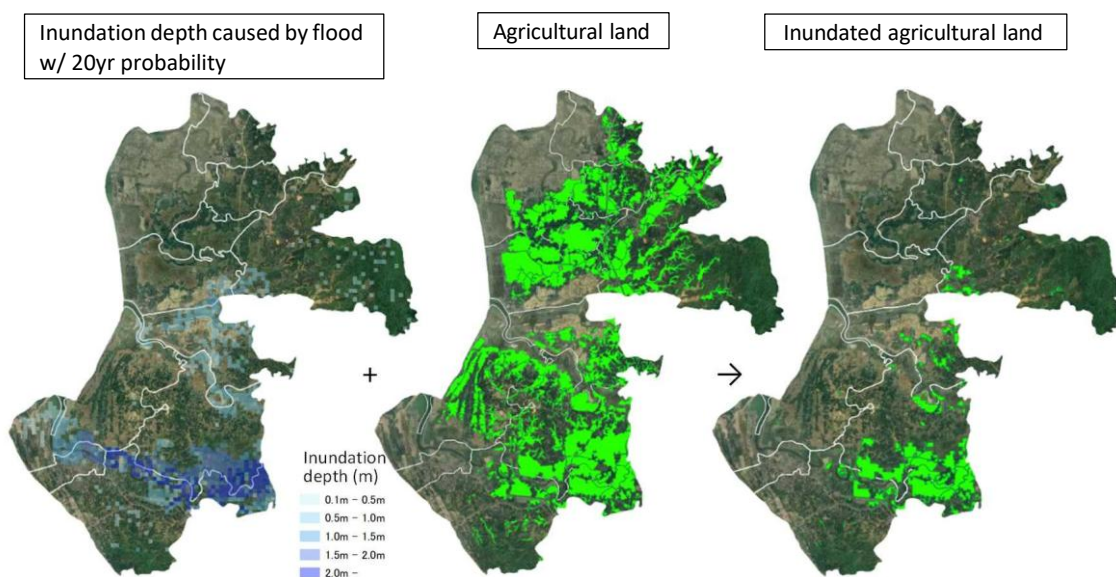 Inundation depth caused by flood
w/ 20yr probability
Agricultural land
Inundated agricultural land
+
→
Inundation
depth (m)
0.1m - 0.5m
0.5m - 1.0m
1.0m - 1.5m
1.5m - 2.0m
2.0m -